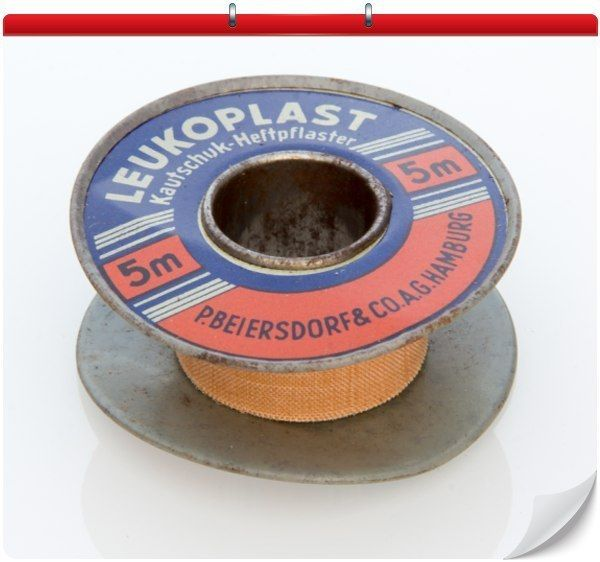 LEUKOPLAST
Kautschuk-Heftpflaster
5m
5m
P.BEIERSDORF & CO.A.G.HAMBURG